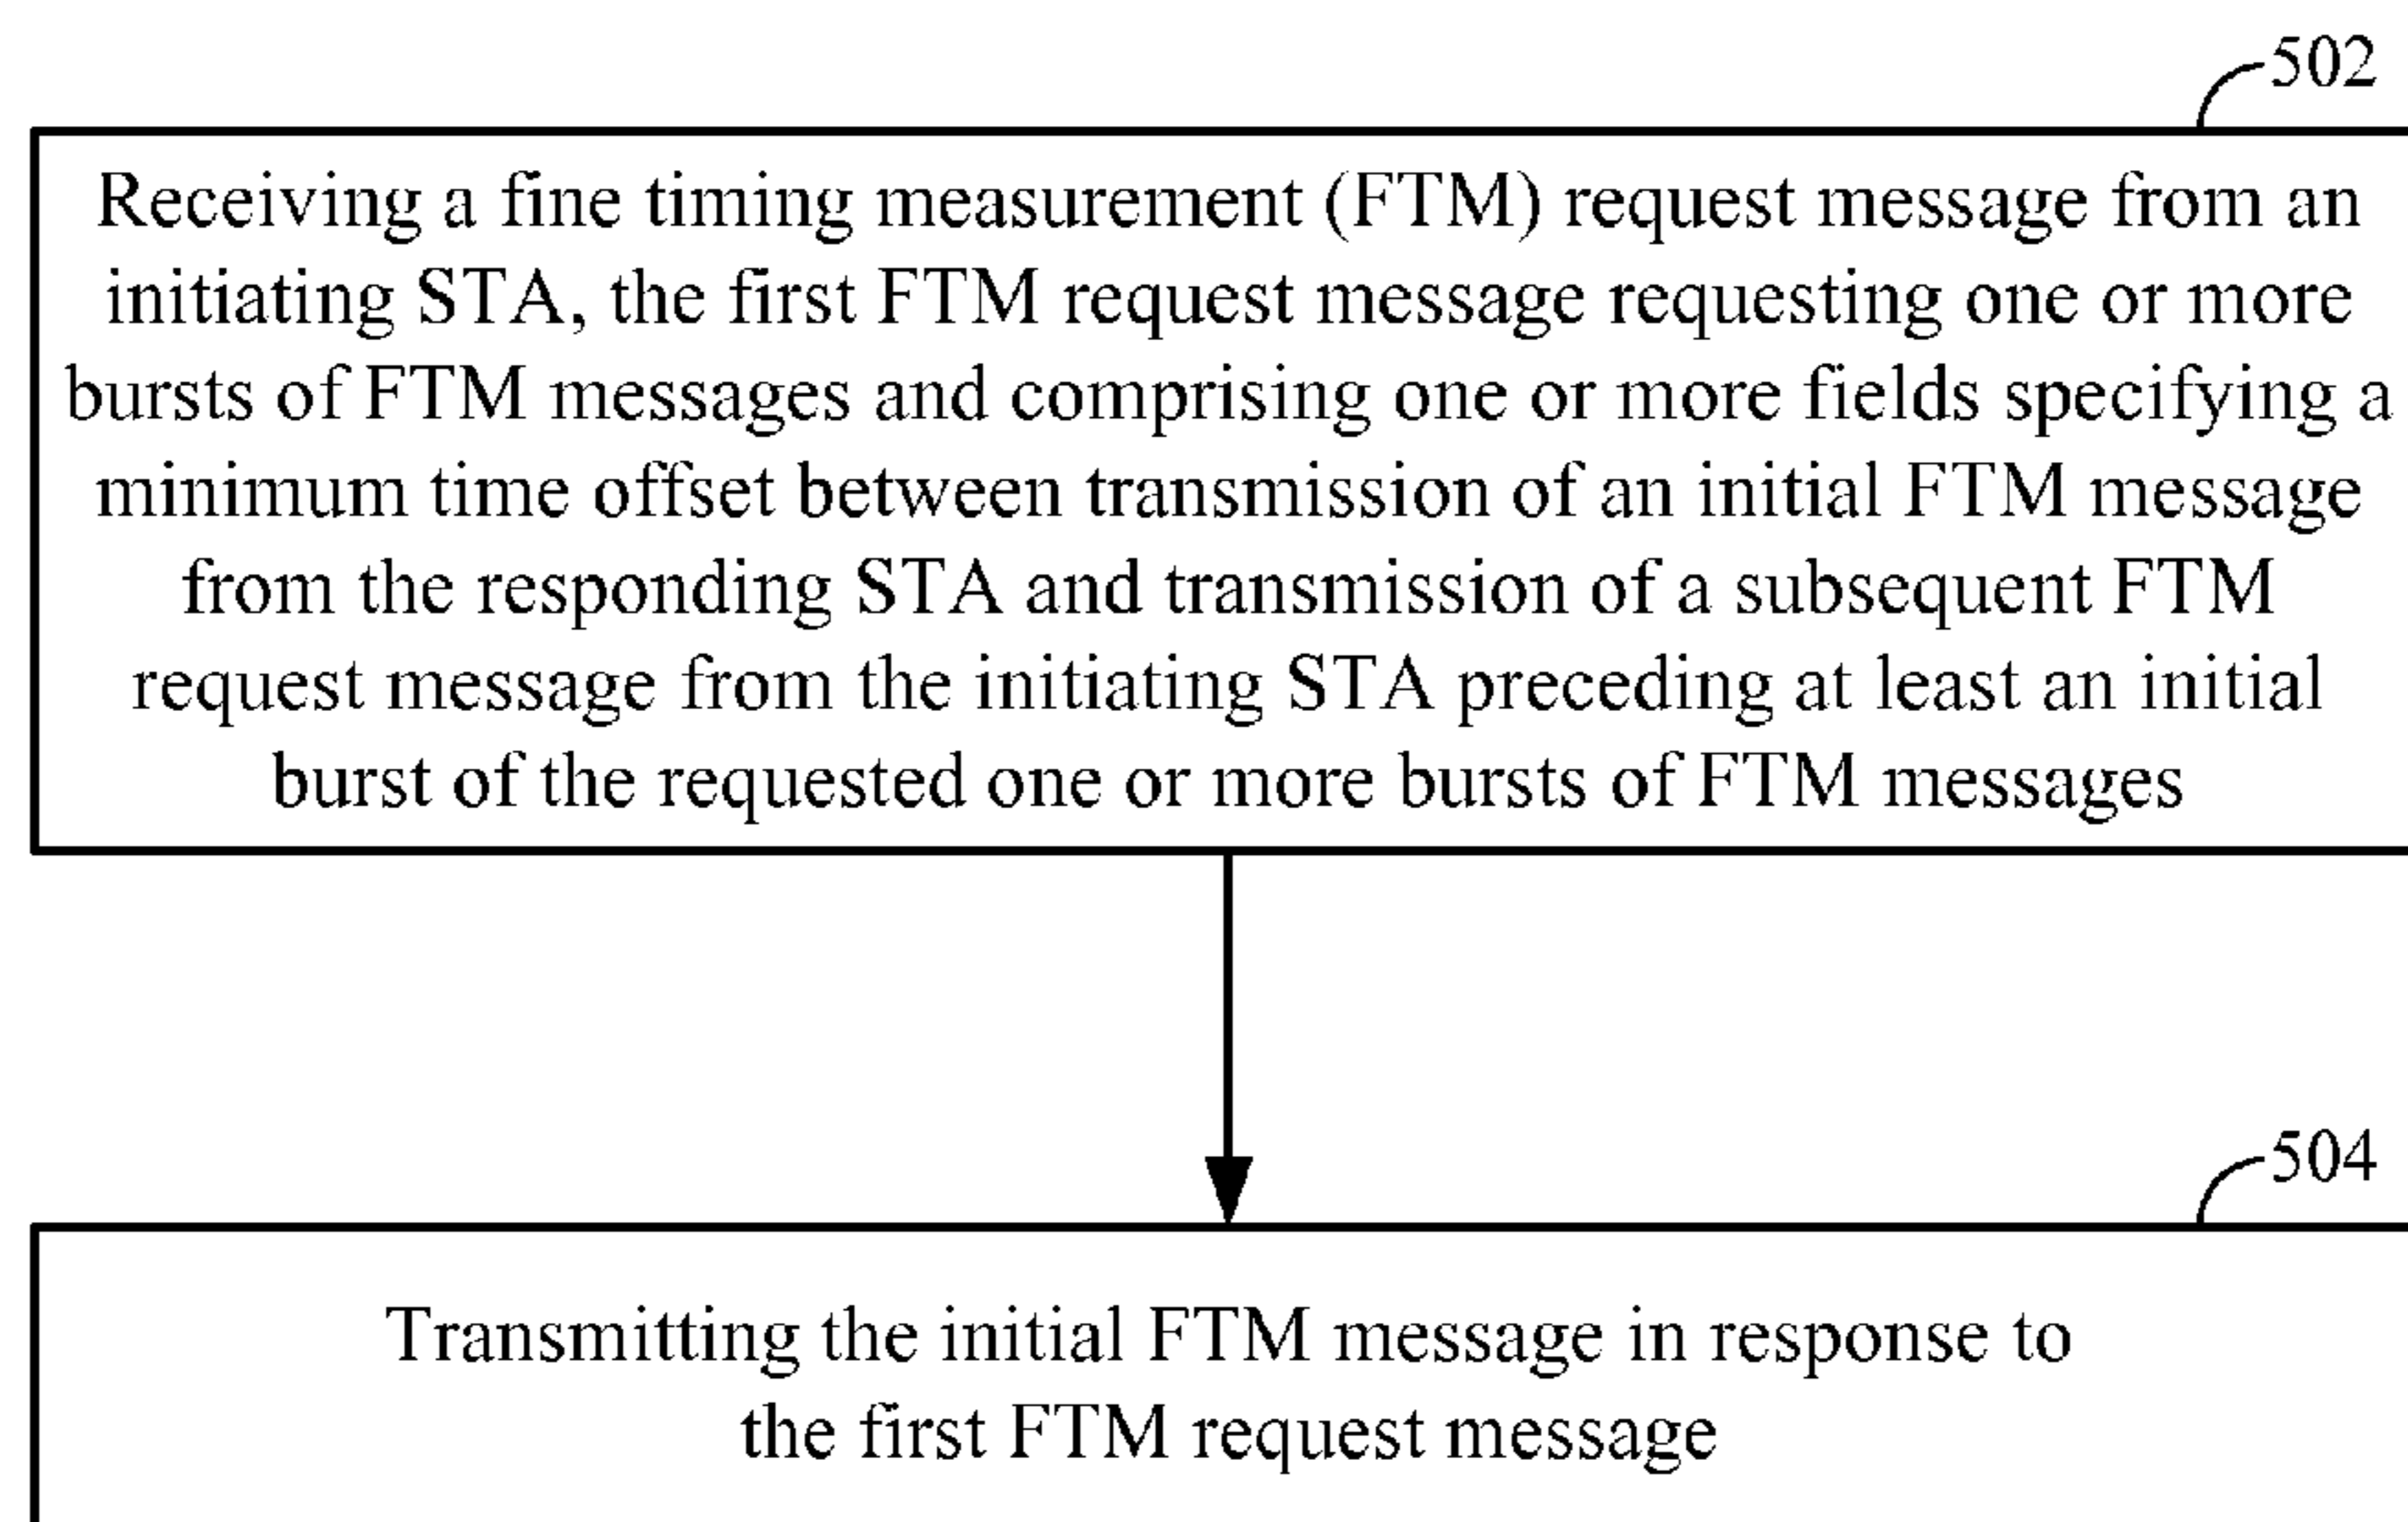 502
Receiving a fine timing measurement (FTM) request message from an
initiating STA, the first FTM request message requesting one or more
bursts of FTM messages and comprising one or more fields specifying a
minimum time offset between transmission of an initial FTM message
from the responding STA and transmission of a subsequent FTM
request message from the initiating STA preceding at least an initial
burst of the requested one or more bursts of FTM messages
504
Transmitting the initial FTM message in response to
the first FTM request message